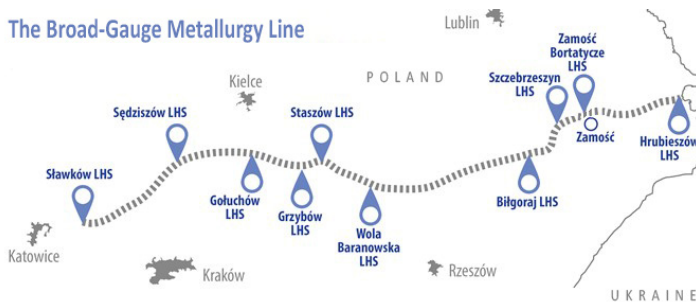 The Broad-Gauge Metallurgy Line
Lublin
Zamość
Bortatycze
LHS
Kielce
POLAND
Szczebrzeszyn
LHS
Sędziszów LHS
Staszów LHS
Zamość
Hrubieszów
LHS
Sławków LHS
Gołuchów
LHS
Grzybów
LHS
Biłgoraj LHS
Wola
Baranowska
LHS
Katowice
Kraków
Rzeszów
UKRAINE